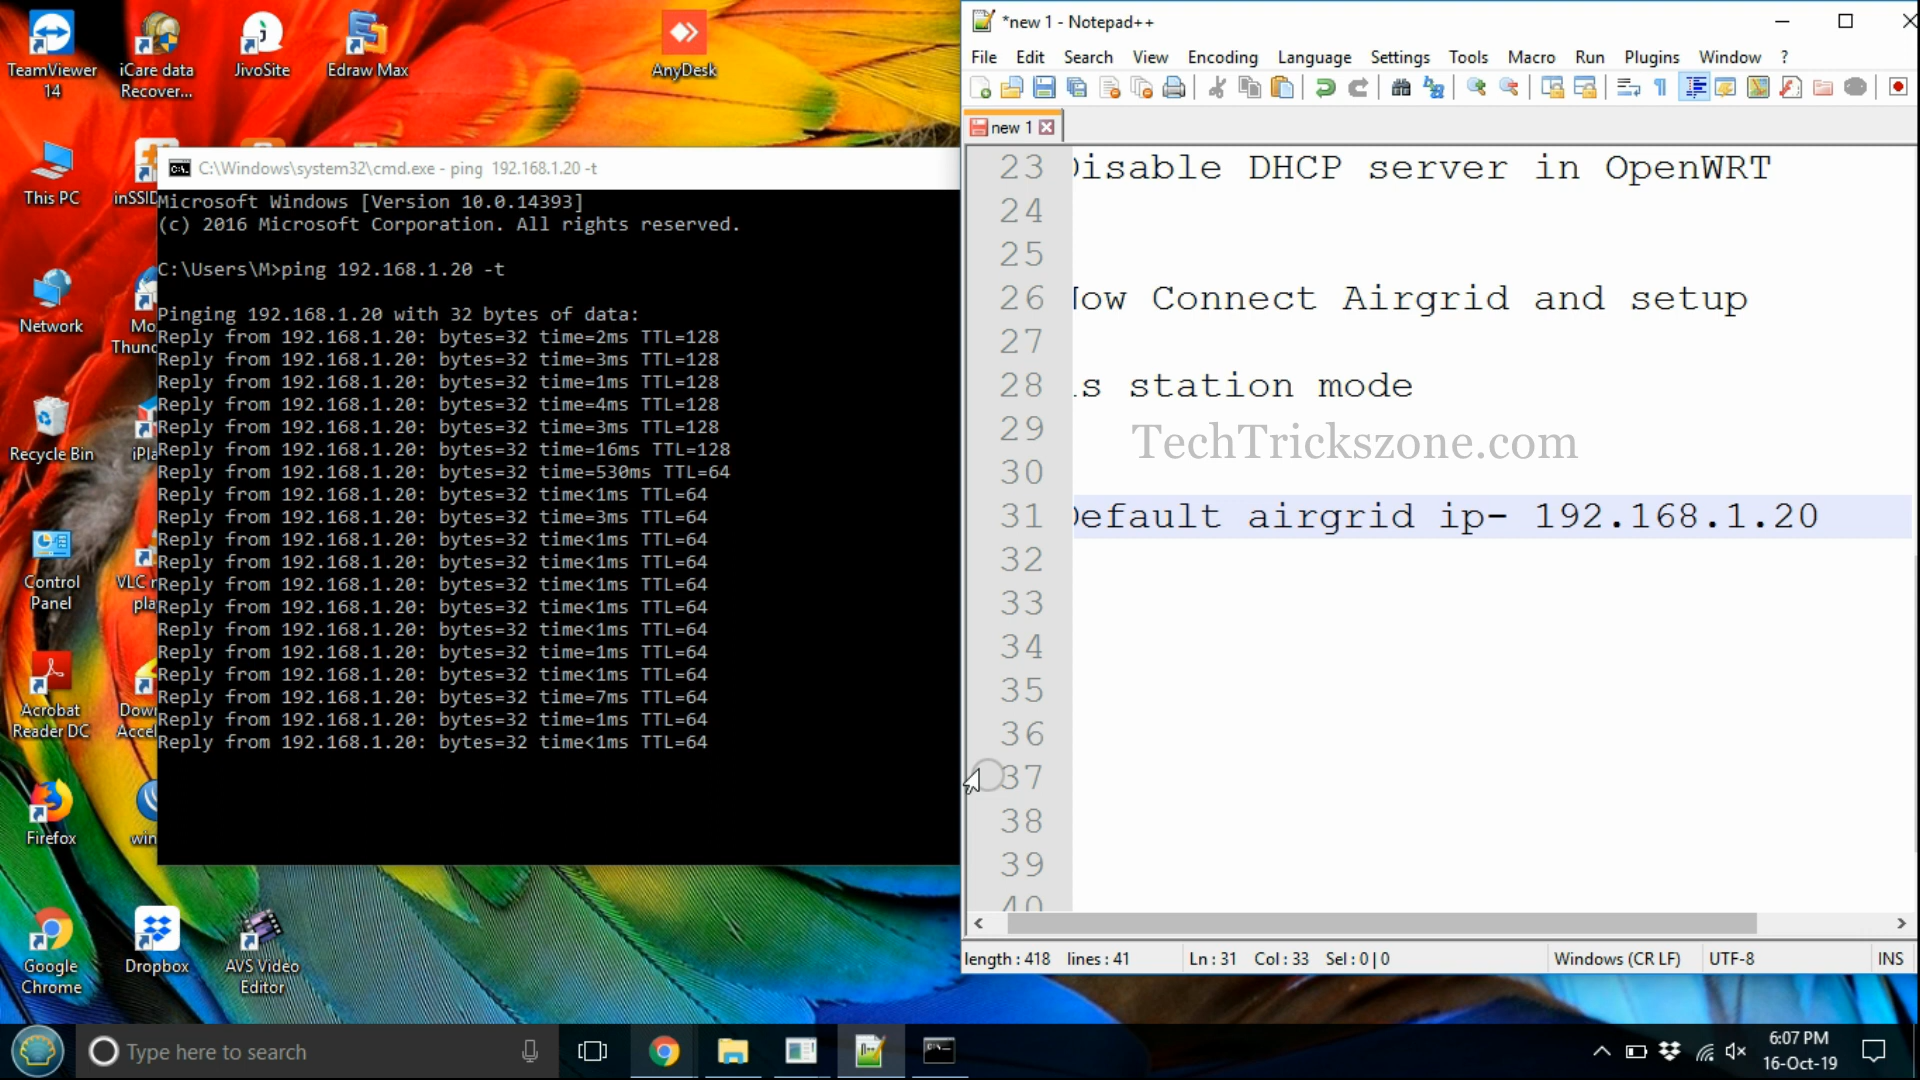 TeamViewer 14
iCare data Recover...
JivoSite
Edraw Max
AnyDesk
This PC
inSSID
Network
Mo
Thund
Recycle Bin
iPla
Control Panel
VLC
pla
Acrobat Reader DC
Down
Accel
Firefox
win
Google Chrome
Dropbox
AVS Video Editor
C:\Windows\system32\cmd.exe - ping  192.168.1.20 -t
Microsoft Windows [Version 10.0.14393]
(c) 2016 Microsoft Corporation. All rights reserved.
C:\Users\M>ping 192.168.1.20 -t
Pinging 192.168.1.20 with 32 bytes of data:
Reply from 192.168.1.20: bytes=32 time=2ms TTL=128
Reply from 192.168.1.20: bytes=32 time=3ms TTL=128
Reply from 192.168.1.20: bytes=32 time=1ms TTL=128
Reply from 192.168.1.20: bytes=32 time=4ms TTL=128
Reply from 192.168.1.20: bytes=32 time=3ms TTL=128
Reply from 192.168.1.20: bytes=32 time=16ms TTL=128
Reply from 192.168.1.20: bytes=32 time=530ms TTL=64
Reply from 192.168.1.20: bytes=32 time<1ms TTL=64
Reply from 192.168.1.20: bytes=32 time=3ms TTL=64
Reply from 192.168.1.20: bytes=32 time<1ms TTL=64
Reply from 192.168.1.20: bytes=32 time<1ms TTL=64
Reply from 192.168.1.20: bytes=32 time<1ms TTL=64
Reply from 192.168.1.20: bytes=32 time<1ms TTL=64
Reply from 192.168.1.20: bytes=32 time<1ms TTL=64
Reply from 192.168.1.20: bytes=32 time=1ms TTL=64
Reply from 192.168.1.20: bytes=32 time<1ms TTL=64
Reply from 192.168.1.20: bytes=32 time=7ms TTL=64
Reply from 192.168.1.20: bytes=32 time=1ms TTL=64
Reply from 192.168.1.20: bytes=32 time<1ms TTL=64
*new 1 - Notepad++
File Edit Search View Encoding Language Settings Tools Macro Run Plugins Window ?
new 1
23 Disable DHCP server in OpenWRT
24
25
26 Now Connect Airgrid and setup
27
28 as station mode
29
TechTrickszone.com
30
31 Default airgrid ip- 192.168.1.20
32
33
34
35
36
37
38
39
40
length : 418 lines : 41 Ln : 31 Col : 33 Sel : 0 | 0 Windows (CR LF) UTF-8 INS
Type here to search
6:07 PM
16-Oct-19